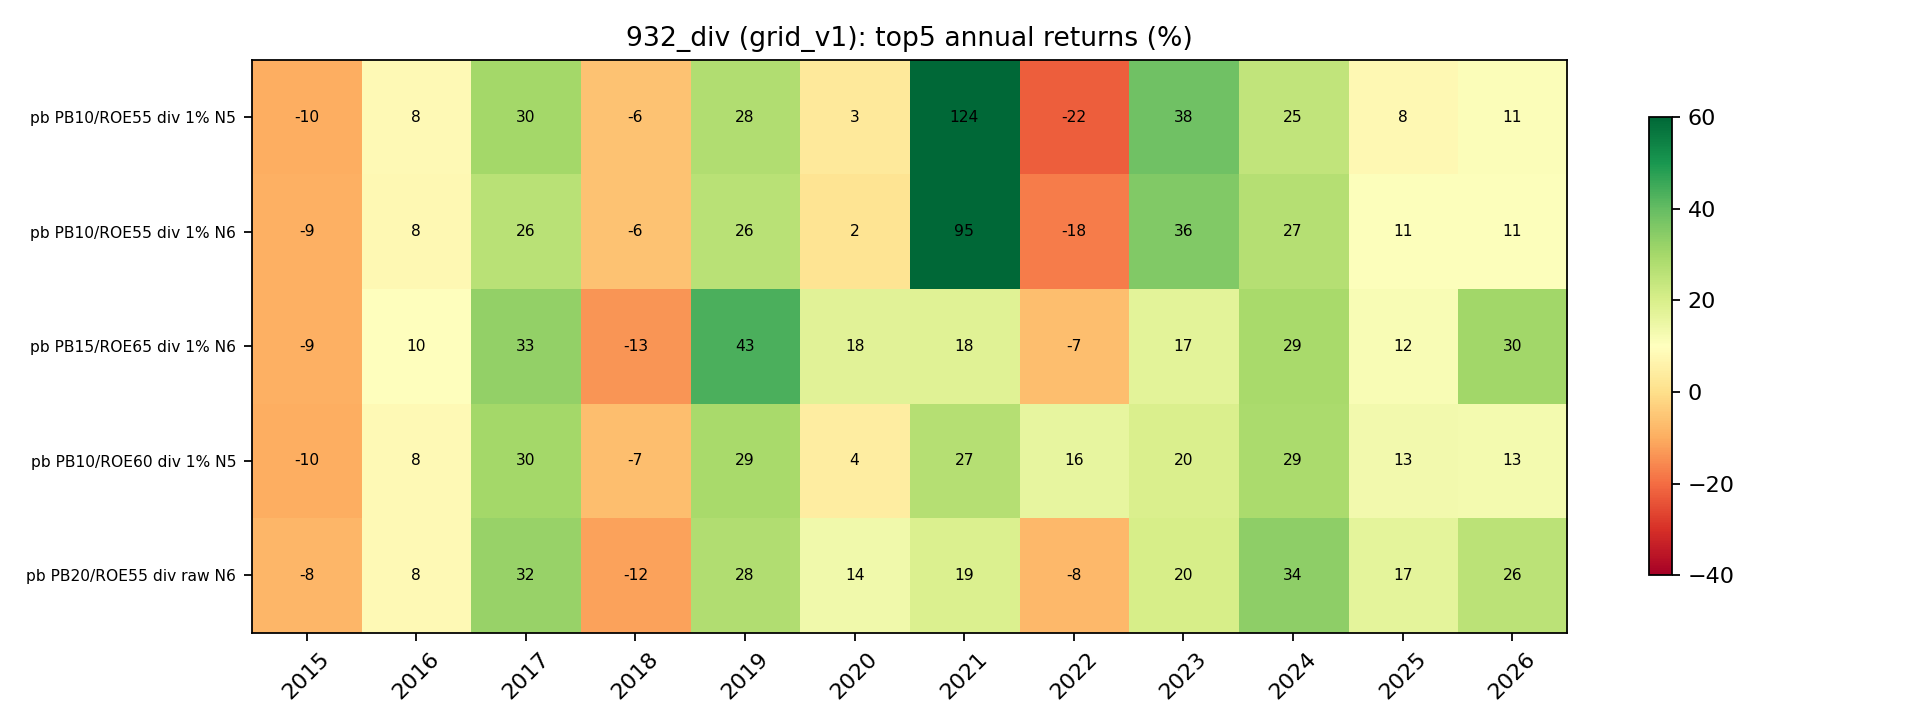 932_div (grid_v1): top5 annual returns (%)
pb PB10/ROE55 div 1% N5 -10 8 30 -6 28 3 124 -22 38 25 8 11
pb PB10/ROE55 div 1% N6 -9 8 26 -6 26 2 95 -18 36 27 11 11
pb PB15/ROE65 div 1% N6 -9 10 33 -13 43 18 18 -7 17 29 12 30
pb PB10/ROE60 div 1% N5 -10 8 30 -7 29 4 27 16 20 29 13 13
pb PB20/ROE55 div raw N6 -8 8 32 -12 28 14 19 -8 20 34 17 26
2015 2016 2017 2018 2019 2020 2021 2022 2023 2024 2025 2026
60
40
20
0
−20
−40